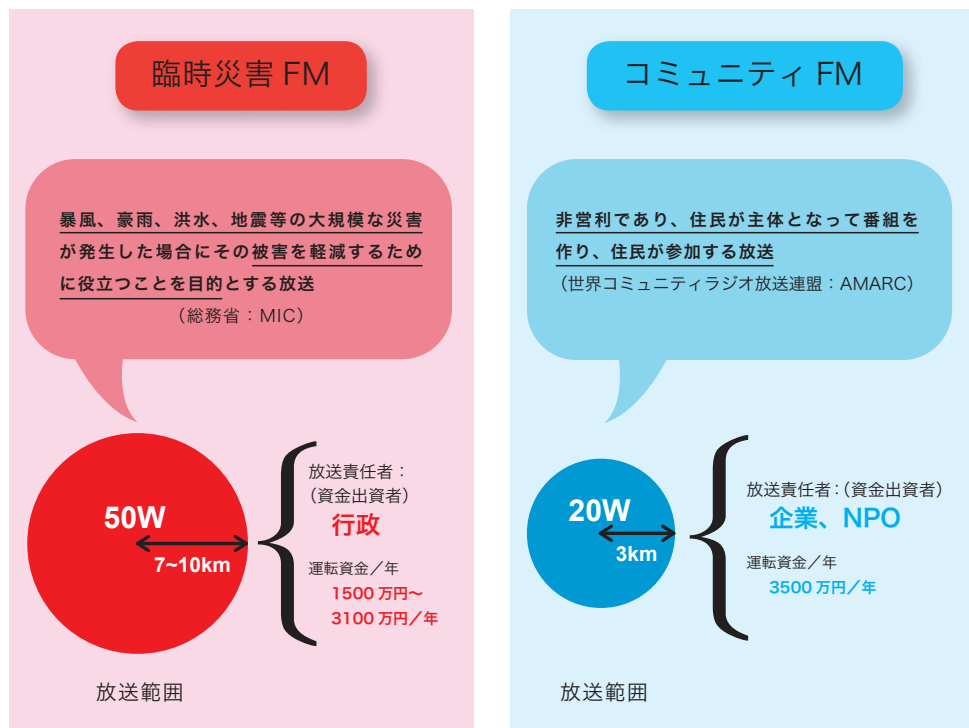 臨時災害 FM
暴風、豪雨、洪水、地震等の大規模な災害
が発生した場合にその被害を軽減するため
に役立つことを目的とする放送
（総務省：MIC）
50W
7~10km
放送責任者：
（資金出資者）
行政
運転資金／年
1500 万円〜
3100 万円／年
放送範囲
コミュニティ FM
非営利であり、住民が主体となって番組を
作り、住民が参加する放送
（世界コミュニティラジオ放送連盟：AMARC）
20W
3km
放送責任者：（資金出資者）
企業、NPO
運転資金／年
3500 万円／年
放送範囲